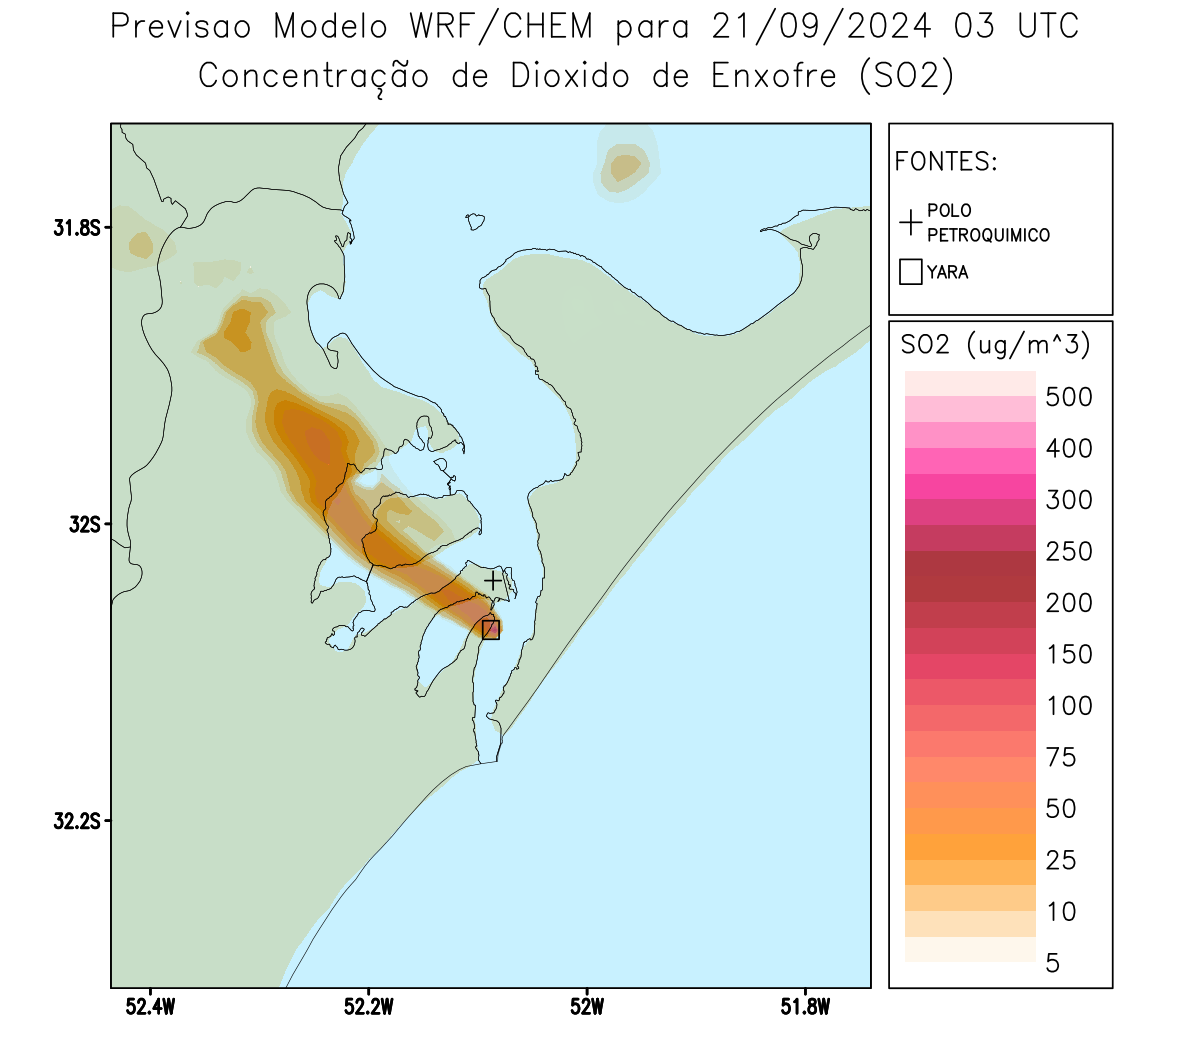 Previsao Modelo WRF/CHEM para 21/09/2024 03 UTC
Concentração de Dioxido de Enxofre (SO2)
FONTES:
POLO
PETROQUIMICO
YARA
SO2 (ug/m^3)
500
400
300
250
200
150
100
75
50
25
10
5
31.8S
32S
32.2S
52.4W
52.2W
52W
51.8W